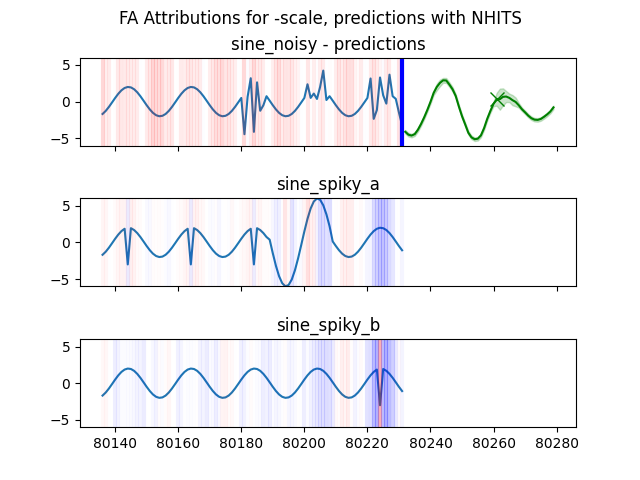 FA Attributions for -scale, predictions with NHITS
sine_noisy - predictions
5
0
−5
sine_spiky_a
5
0
−5
sine_spiky_b
5
0
−5
80140 80160 80180 80200 80220 80240 80260 80280